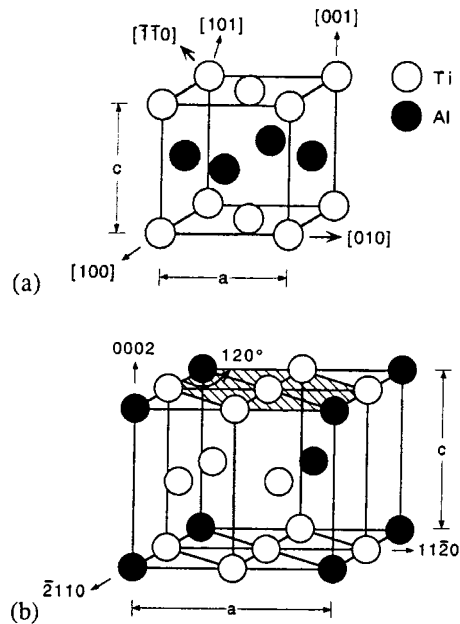 [1̄1̄0]
[101]
[001]
Ti
Al
c
[010]
[100]
a
(a)
0002
120°
c
112̄0
2̄110
a
(b)